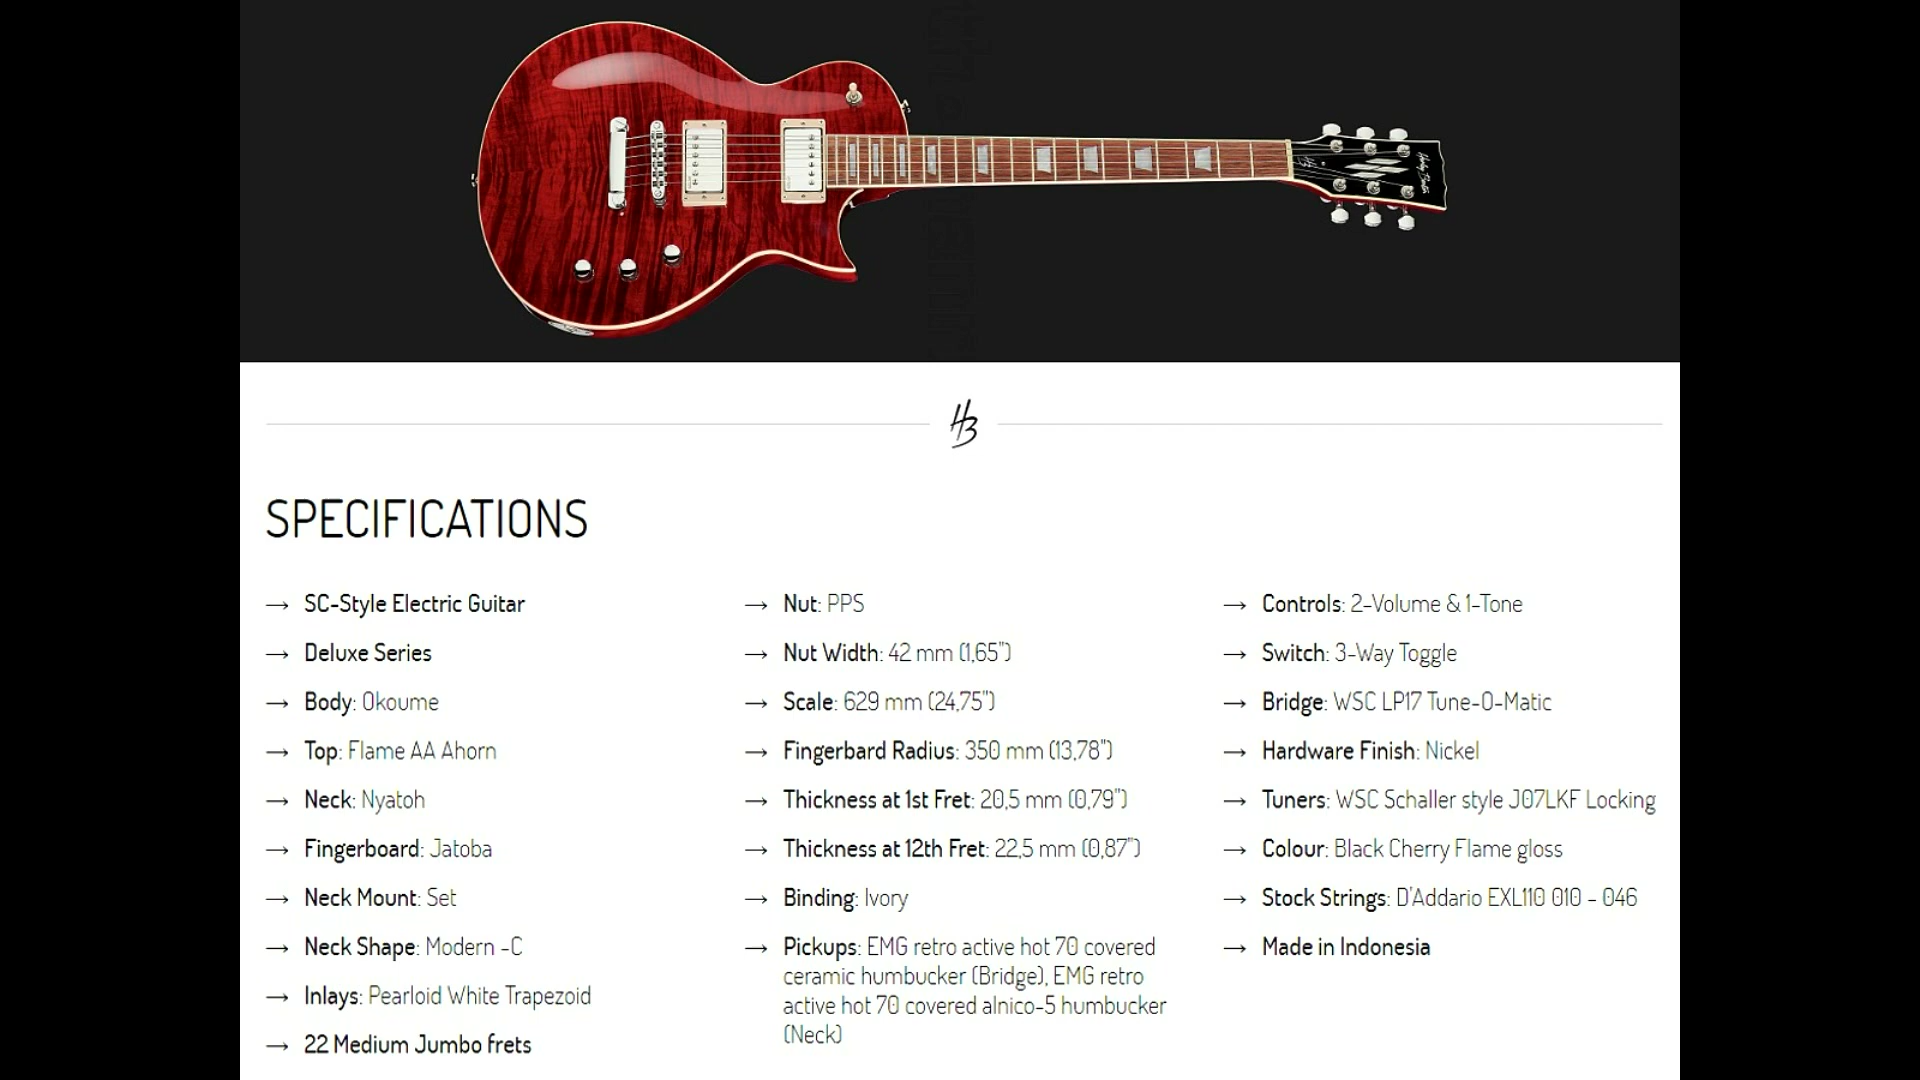 Harley Benton
HB
SPECIFICATIONS
→ SC-Style Electric Guitar
→ Deluxe Series
→ Body: Okoume
→ Top: Flame AA Ahorn
→ Neck: Nyatoh
→ Fingerboard: Jatoba
→ Neck Mount: Set
→ Neck Shape: Modern -C
→ Inlays: Pearloid White Trapezoid
→ 22 Medium Jumbo frets
→ Nut: PPS
→ Nut Width: 42 mm (1,65")
→ Scale: 629 mm (24,75")
→ Fingerbard Radius: 350 mm (13,78")
→ Thickness at 1st Fret: 20,5 mm (0,79")
→ Thickness at 12th Fret: 22,5 mm (0,87")
→ Binding: Ivory
→ Pickups: EMG retro active hot 70 covered
ceramic humbucker (Bridge), EMG retro
active hot 70 covered alnico-5 humbucker
(Neck)
→ Controls: 2-Volume & 1-Tone
→ Switch: 3-Way Toggle
→ Bridge: WSC LP17 Tune-O-Matic
→ Hardware Finish: Nickel
→ Tuners: WSC Schaller style J07LKF Locking
→ Colour: Black Cherry Flame gloss
→ Stock Strings: D'Addario EXL110 010 - 046
→ Made in Indonesia